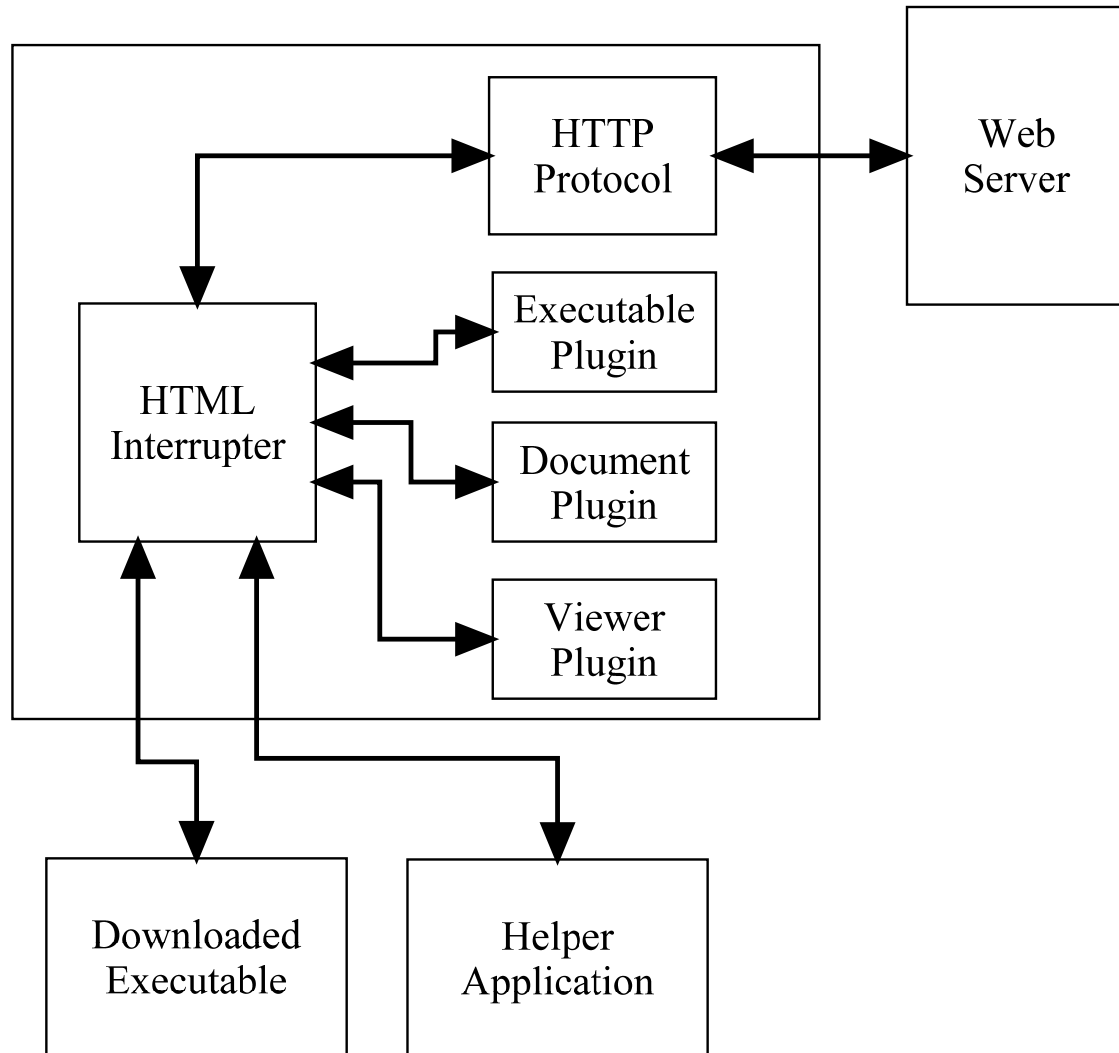 HTTP
Protocol
Web
Server
Executable
Plugin
HTML
Interrupter
Document
Plugin
Viewer
Plugin
Downloaded
Executable
Helper
Application